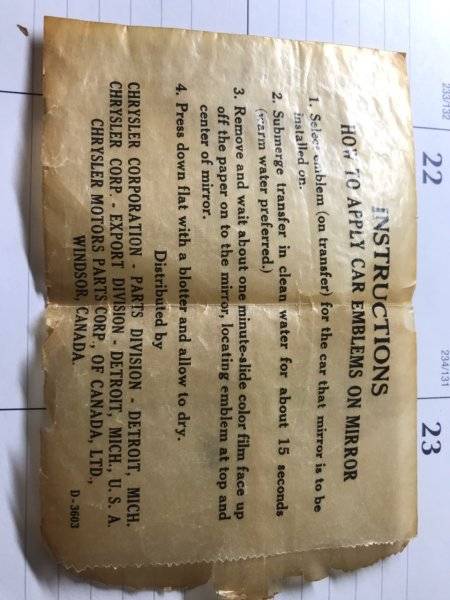 INSTRUCTIONS
HOW TO APPLY CAR EMBLEMS ON MIRROR
1. Select emblem (on transfer) for the car that mirror is to be
installed on.
2. Submerge transfer in clean water for about 15 seconds
(warm water preferred.)
3. Remove and wait about one minute-slide color film face up
off the paper on to the mirror, locating emblem at top and
center of mirror.
4. Press down flat with a blotter and allow to dry.
Distributed by
CHRYSLER CORPORATION - PARTS DIVISION - DETROIT, MICH.
CHRYSLER CORP. - EXPORT DIVISION - DETROIT, MICH., U. S. A.
CHRYSLER MOTORS PARTS CORP., OF CANADA, LTD.,
WINDSOR, CANADA.
D-3603
233/132
22
234/131
23